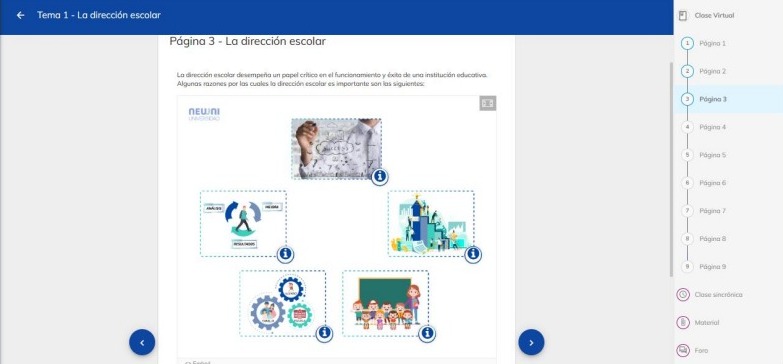 Tema 1 - La dirección escolar
Página 3 - La dirección escolar
La dirección escolar desempeña un papel crítico en el funcionamiento y éxito de una institución educativa.
Algunas razones por las cuales la dirección escolar es importante son las siguientes:
NEUUNI
UNIVERSIDAD
ANÁLISIS
MEJORA
RESULTADOS
Clase Virtual
1 Página 1
2 Página 2
3 Página 3
4 Página 4
5 Página 5
6 Página 6
7 Página 7
8 Página 8
9 Página 9
Clase sincrónica
Material
Foro